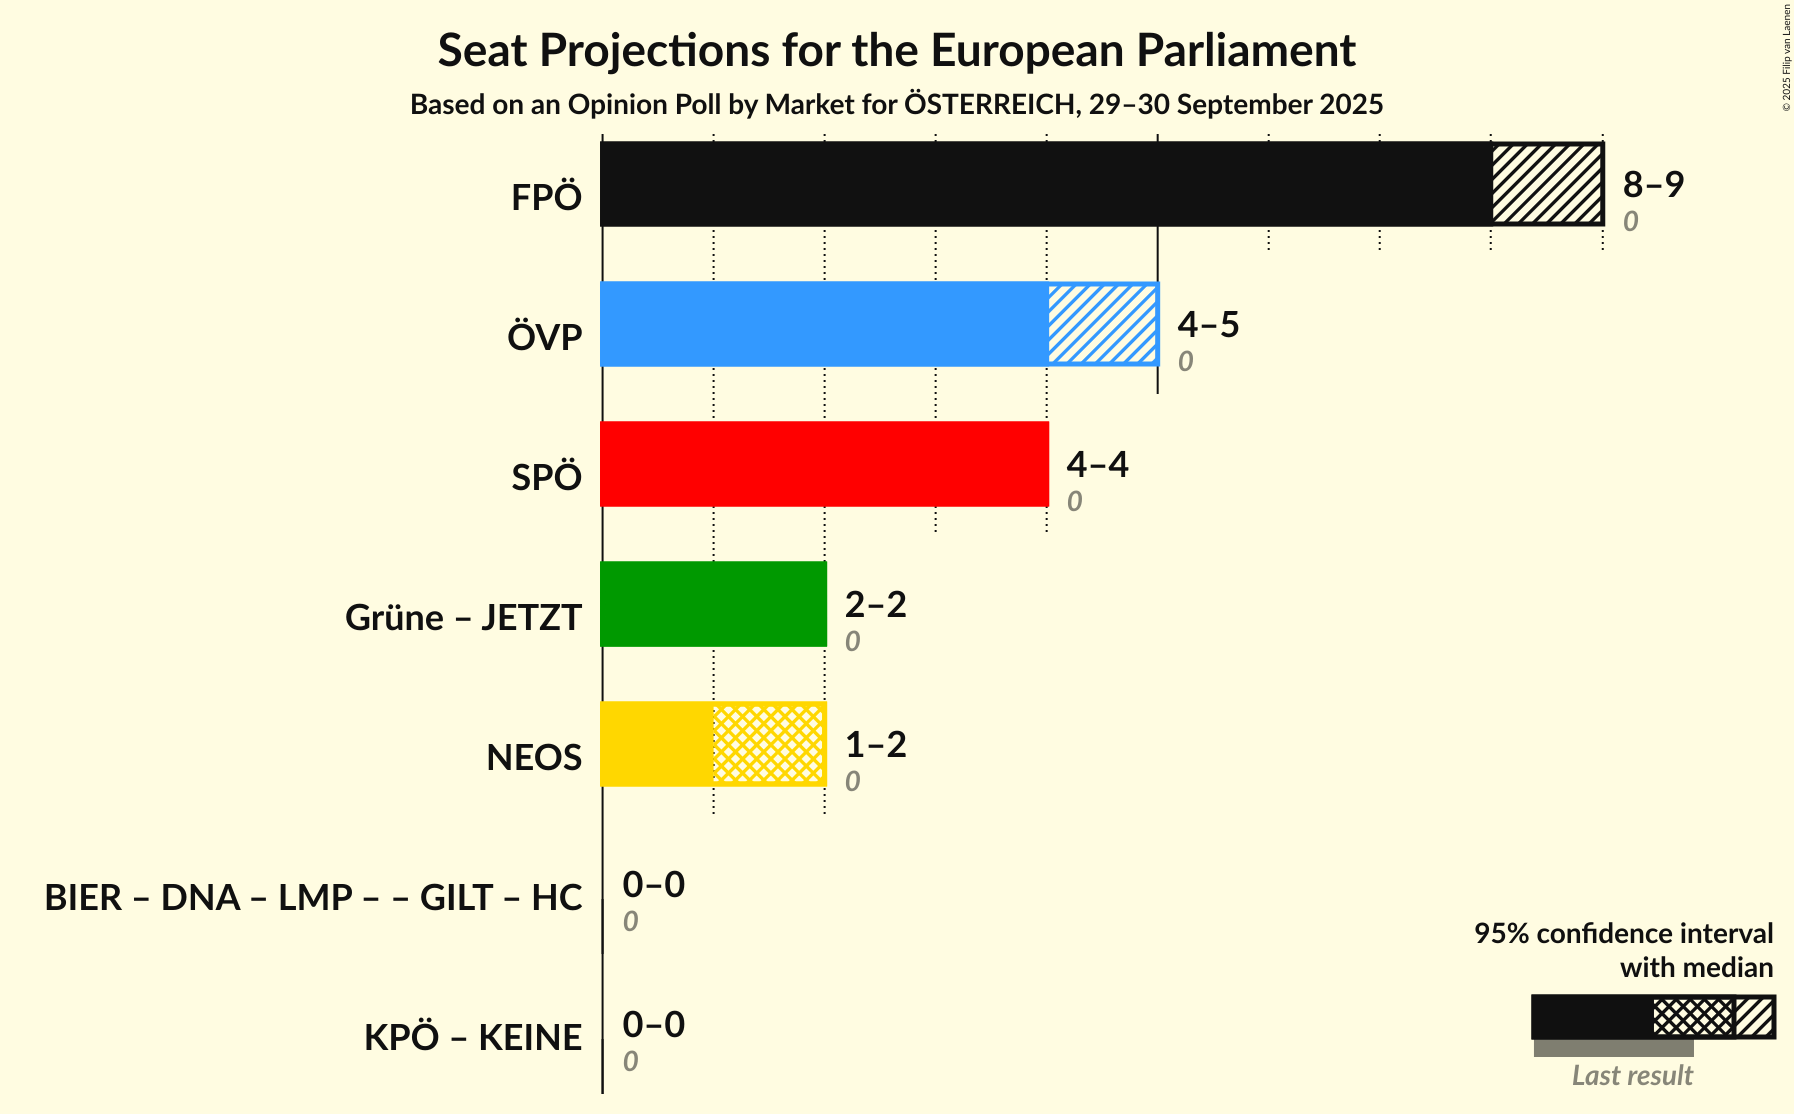 Seat Projections for the European Parliament
Based on an Opinion Poll by Market for ÖSTERREICH, 29–30 September 2025
© 2025 Filip van Laenen
FPÖ
8–9
0
ÖVP
4–5
0
SPÖ
4–4
0
Grüne – JETZT
2–2
0
NEOS
1–2
0
BIER – DNA – LMP – – GILT – HC
0–0
0
KPÖ – KEINE
0–0
0
95% confidence interval
with median
Last result